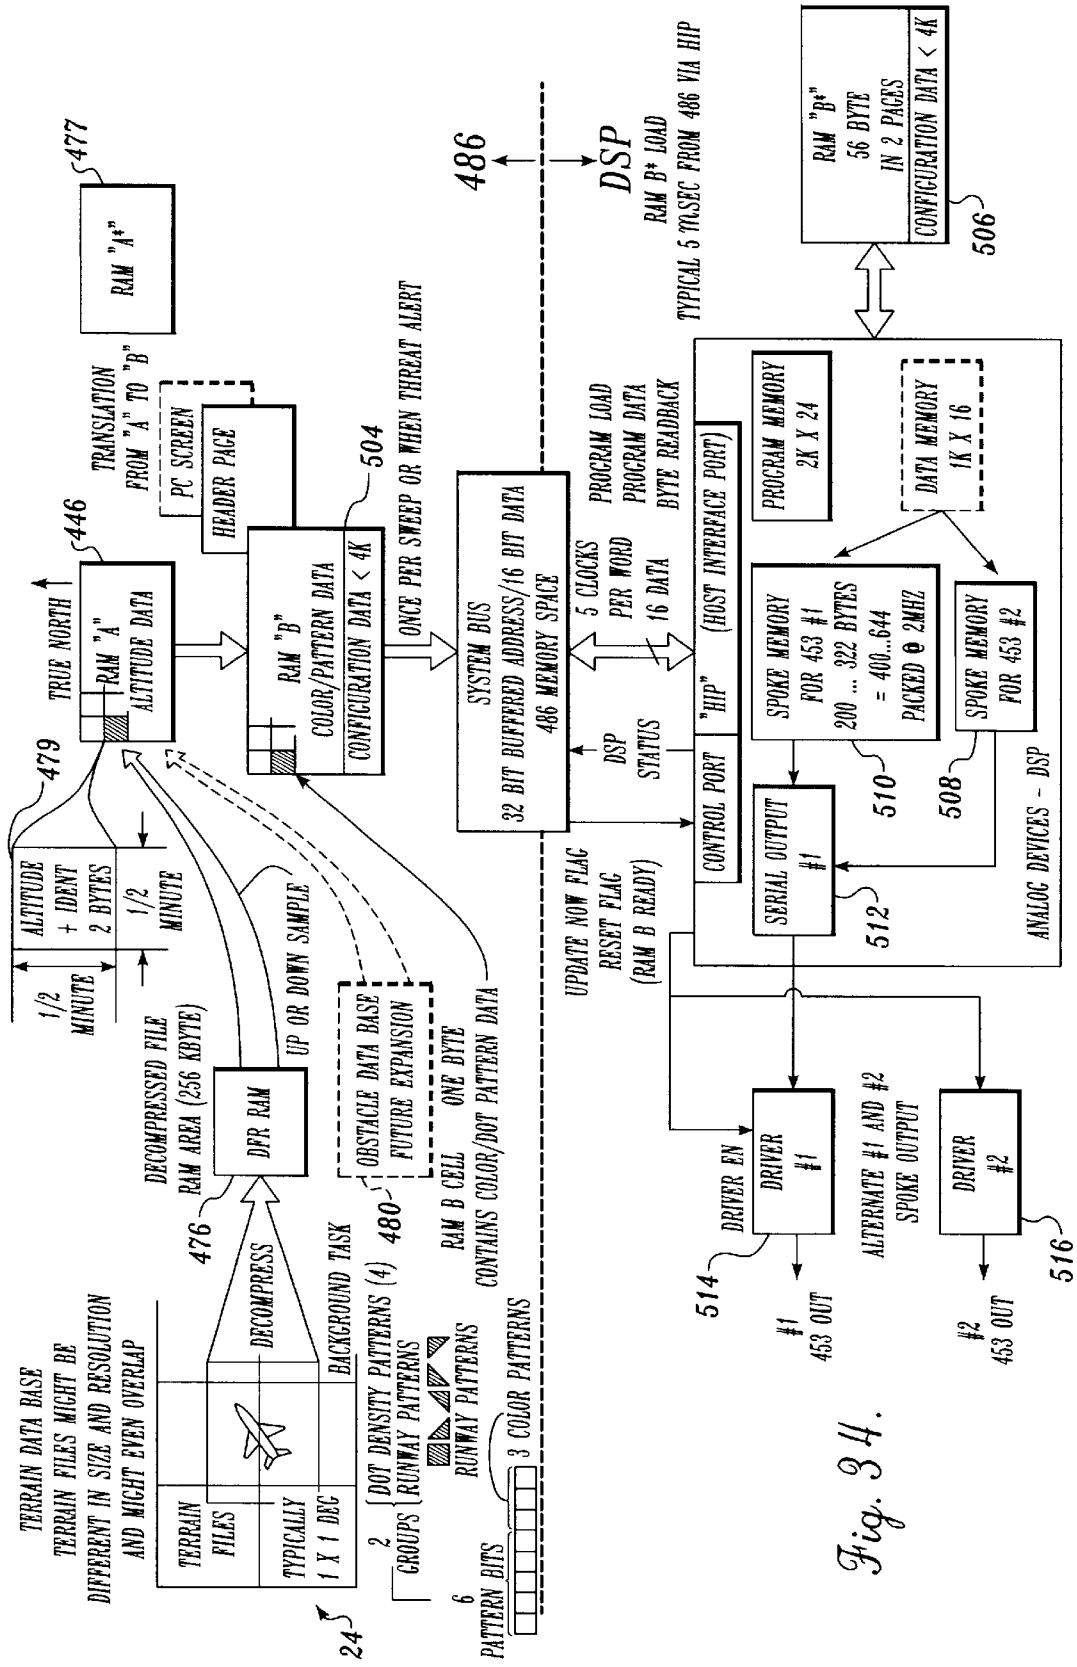 TERRAIN DATA BASE
TERRAIN FILES MIGHT BE
DIFFERENT IN SIZE AND RESOLUTION
AND MIGHT EVEN OVERLAP
TERRAIN
FILES
TYPICALLY
1 X 1 DEG
24
DECOMPRESS
BACKGROUND TASK
DECOMPRESSED FILE
RAM AREA (256 KBYTE)
476
DFR RAM
UP OR DOWN SAMPLE
1/2
MINUTE
ALTITUDE
+ IDENT
2 BYTES
1/2
MINUTE
479
TRUE NORTH
446
RAM "A"
ALTITUDE DATA
TRANSLATION
FROM "A" TO "B"
477
RAM "A*"
PC SCREEN
HEADER PAGE
504
RAM "B"
COLOR/PATTERN DATA
CONFIGURATION DATA < 4K
OBSTACLE DATA BASE
FUTURE EXPANSION
480
RAM B CELL ONE BYTE
CONTAINS COLOR/DOT PATTERN DATA
2
GROUPS
DOT DENSITY PATTERNS (4)
RUNWAY PATTERNS
RUNWAY PATTERNS
6
PATTERN BITS
3 COLOR PATTERNS
ONCE PER SWEEP OR WHEN THREAT ALERT
SYSTEM BUS
32 BIT BUFFERED ADDRESS/16 BIT DATA
486 MEMORY SPACE
486
DSP
RAM B* LOAD
TYPICAL 5 mSEC FROM 486 VIA HIP
UPDATE NOW FLAG
RESET FLAG
(RAM B READY)
DSP
STATUS
5 CLOCKS
PER WORD
16 DATA
PROGRAM LOAD
PROGRAM DATA
BYTE READBACK
CONTROL PORT
"HIP" (HOST INTERFACE PORT)
SERIAL OUTPUT
#1
512
SPOKE MEMORY
FOR 453 #1
200 ... 322 BYTES
= 400...644
PACKED @ 2MHZ
510
PROGRAM MEMORY
2K X 24
DATA MEMORY
1K X 16
SPOKE MEMORY
FOR 453 #2
508
ANALOG DEVICES - DSP
RAM "B*"
56 BYTE
IN 2 PAGES
CONFIGURATION DATA < 4K
506
DRIVER EN
DRIVER
#1
514
#1
453 OUT
ALTERNATE #1 AND #2
SPOKE OUTPUT
DRIVER
#2
516
#2
453 OUT
Fig. 34.